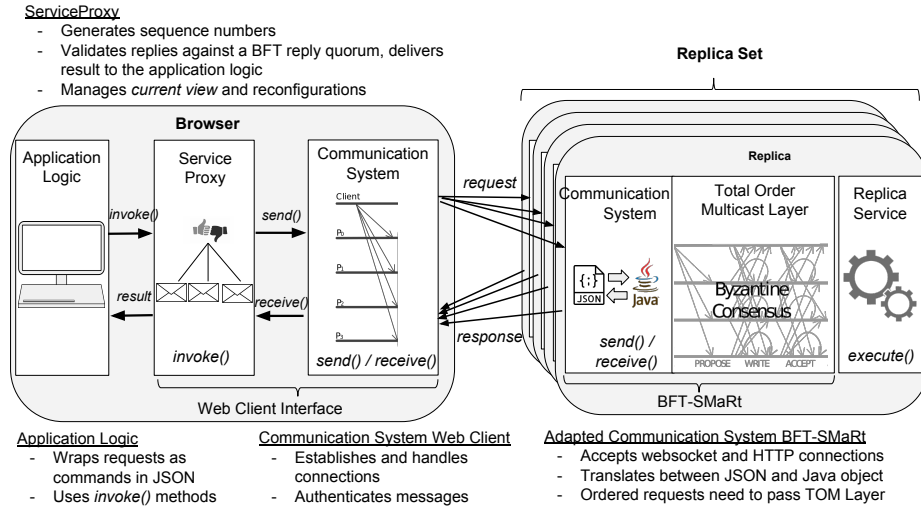 ServiceProxy
- Generates sequence numbers
- Validates replies against a BFT reply quorum, delivers
result to the application logic
- Manages current view and reconfigurations
Replica Set
Browser
Application
Logic
invoke()
result
Service
Proxy
invoke()
send()
receive()
Communication
System
Client
P0
P1
P2
P3
send() / receive()
Web Client Interface
request
response
Replica
Communication
System
{;}
JSON
Java
send() /
receive()
Total Order
Multicast Layer
Byzantine
Consensus
PROPOSE WRITE ACCEPT
BFT-SMaRt
Replica
Service
execute()
Application Logic
- Wraps requests as
commands in JSON
- Uses invoke() methods
Communication System Web Client
- Establishes and handles
connections
- Authenticates messages
Adapted Communication System BFT-SMaRt
- Accepts websocket and HTTP connections
- Translates between JSON and Java object
- Ordered requests need to pass TOM Layer